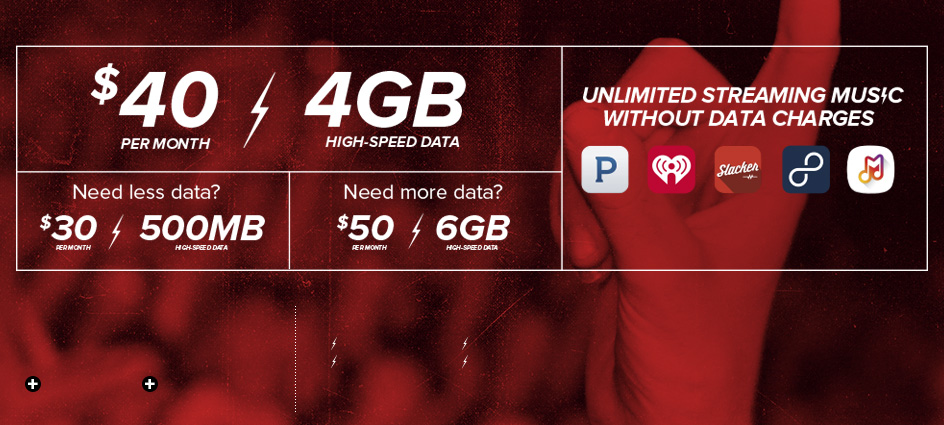 $40
PER MONTH
4GB
HIGH-SPEED DATA
Need less data?
$30
PER MONTH
500MB
HIGH-SPEED DATA
Need more data?
$50
PER MONTH
6GB
HIGH-SPEED DATA
UNLIMITED STREAMING MUSIC
WITHOUT DATA CHARGES
P
Slacker